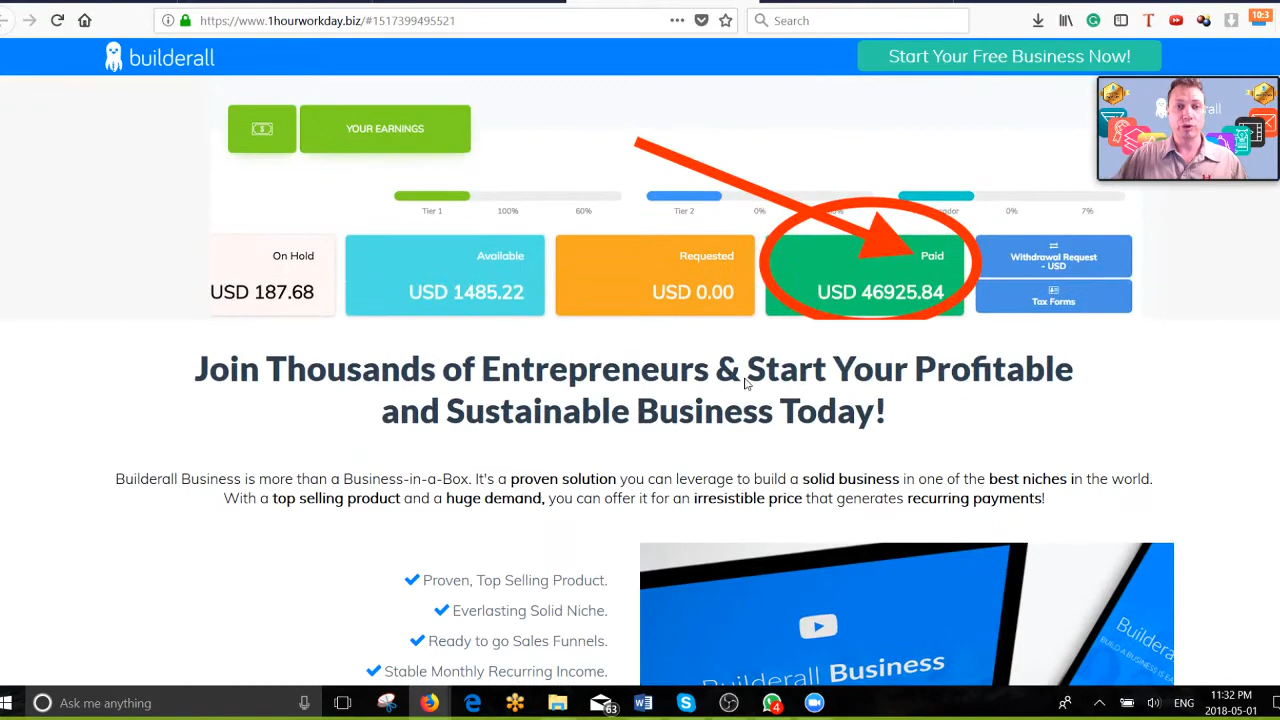 https://www.1hourworkday.biz/#1517399495521
Search
10:3
builderall
Start Your Free Business Now!
YOUR EARNINGS
Tier 1 100% 60%
Tier 2 0%
0% 7%
On Hold
USD 187.68
Available
USD 1485.22
Requested
USD 0.00
Paid
USD 46925.84
Withdrawal Request
- USD
Tax Forms
Join Thousands of Entrepreneurs & Start Your Profitable
and Sustainable Business Today!
Builderall Business is more than a Business-in-a-Box. It's a proven solution you can leverage to build a solid business in one of the best niches in the world.
With a top selling product and a huge demand, you can offer it for an irresistible price that generates recurring payments!
Proven, Top Selling Product.
Everlasting Solid Niche.
Ready to go Sales Funnels.
Stable Monthly Recurring Income.
Builderall Business
Ask me anything
63
4
ENG
11:32 PM
2018-05-01